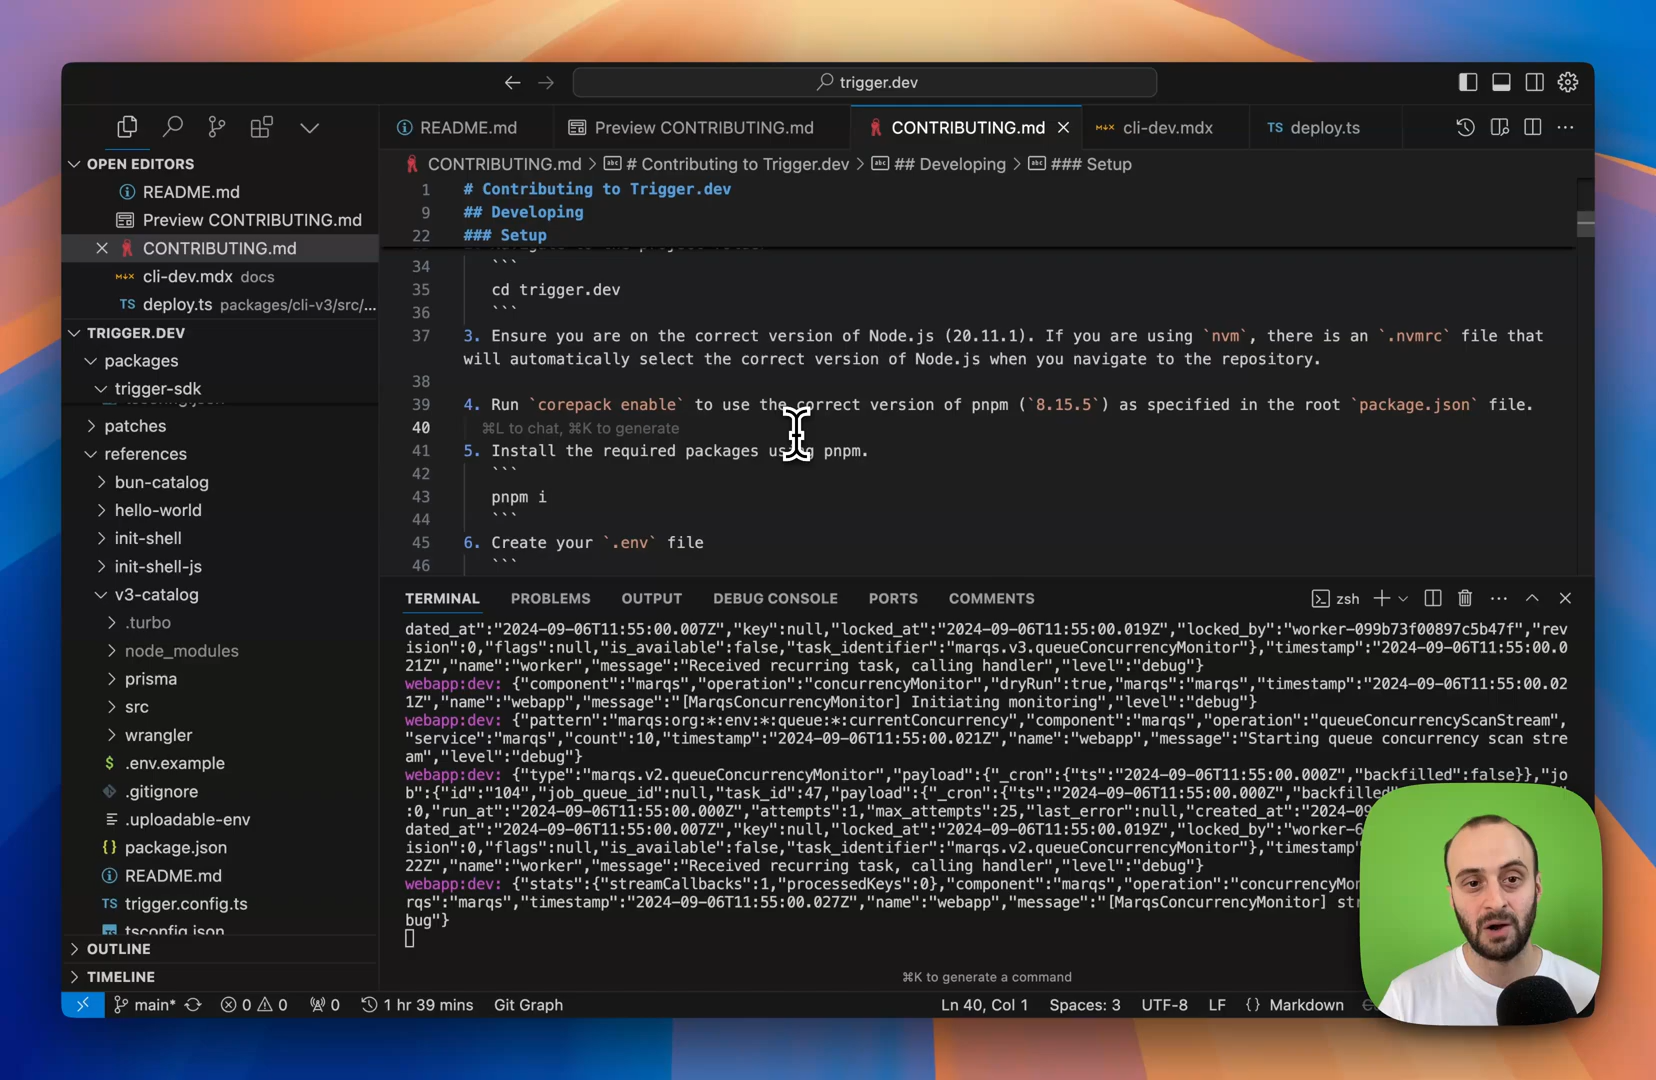 trigger.dev
README.md
Preview CONTRIBUTING.md
CONTRIBUTING.md
cli-dev.mdx
TS deploy.ts
OPEN EDITORS
README.md
Preview CONTRIBUTING.md
CONTRIBUTING.md
cli-dev.mdx docs
TS deploy.ts packages/cli-v3/src/...
TRIGGER.DEV
packages
trigger-sdk
patches
references
bun-catalog
hello-world
init-shell
init-shell-js
v3-catalog
.turbo
node_modules
prisma
src
wrangler
$ .env.example
.gitignore
.uploadable-env
{} package.json
README.md
TS trigger.config.ts
tsconfig.json
OUTLINE
TIMELINE
CONTRIBUTING.md > # Contributing to Trigger.dev > ## Developing > ### Setup
1 # Contributing to Trigger.dev
9 ## Developing
22 ### Setup
34 ```
35 cd trigger.dev
36 ```
37 3. Ensure you are on the correct version of Node.js (20.11.1). If you are using `nvm`, there is an `.nvmrc` file that
will automatically select the correct version of Node.js when you navigate to the repository.
38
39 4. Run `corepack enable` to use the correct version of pnpm (`8.15.5`) as specified in the root `package.json` file.
40 ⌘L to chat, ⌘K to generate
41 5. Install the required packages using pnpm.
42 ```
43 pnpm i
44 ```
45 6. Create your `.env` file
46 ```
TERMINAL PROBLEMS OUTPUT DEBUG CONSOLE PORTS COMMENTS
zsh
dated_at":"2024-09-06T11:55:00.007Z","key":null,"locked_at":"2024-09-06T11:55:00.019Z","locked_by":"worker-099b73f00897c5b47f","rev
ision":0,"flags":null,"is_available":false,"task_identifier":"marqs.v3.queueConcurrencyMonitor"},"timestamp":"2024-09-06T11:55:00.0
21Z","name":"worker","message":"Received recurring task, calling handler","level":"debug"}
webapp:dev: {"component":"marqs","operation":"concurrencyMonitor","dryRun":true,"marqs":"marqs","timestamp":"2024-09-06T11:55:00.02
1Z","name":"webapp","message":"[MarqsConcurrencyMonitor] Initiating monitoring","level":"debug"}
webapp:dev: {"pattern":"marqs:org:*:env:*:queue:*:currentConcurrency","component":"marqs","operation":"queueConcurrencyScanStream",
"service":"marqs","count":10,"timestamp":"2024-09-06T11:55:00.021Z","name":"webapp","message":"Starting queue concurrency scan stre
am","level":"debug"}
webapp:dev: {"type":"marqs.v2.queueConcurrencyMonitor","payload":{"_cron":{"ts":"2024-09-06T11:55:00.000Z","backfilled":false}},"jo
b":{"id":"104","job_queue_id":null,"task_id":47,"payload":{"_cron":{"ts":"2024-09-06T11:55:00.000Z","backfilled"
:0,"run_at":"2024-09-06T11:55:00.000Z","attempts":1,"max_attempts":25,"last_error":null,"created_at":"2024-09
dated_at":"2024-09-06T11:55:00.007Z","key":null,"locked_at":"2024-09-06T11:55:00.019Z","locked_by":"worker-6
ision":0,"flags":null,"is_available":false,"task_identifier":"marqs.v2.queueConcurrencyMonitor"},"timestamp"
22Z","name":"worker","message":"Received recurring task, calling handler","level":"debug"}
webapp:dev: {"stats":{"streamCallbacks":1,"processedKeys":0},"component":"marqs","operation":"concurrencyMon
rqs":"marqs","timestamp":"2024-09-06T11:55:00.027Z","name":"webapp","message":"[MarqsConcurrencyMonitor] str
bug"}
⌘K to generate a command
main* 0 0 0 1 hr 39 mins Git Graph Ln 40, Col 1 Spaces: 3 UTF-8 LF {} Markdown